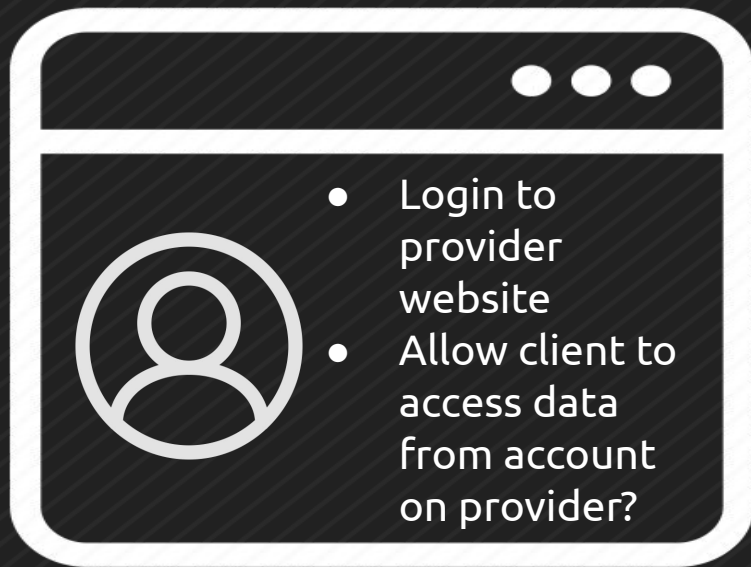 ● Login to
provider
website
● Allow client to
access data
from account
on provider?